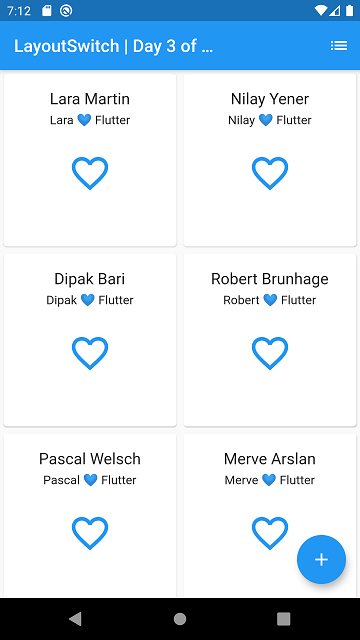 7:12
LayoutSwitch | Day 3 of ...
Lara Martin
Lara 💙 Flutter
Nilay Yener
Nilay 💙 Flutter
Dipak Bari
Dipak 💙 Flutter
Robert Brunhage
Robert 💙 Flutter
Pascal Welsch
Pascal 💙 Flutter
Merve Arslan
Merve 💙 Flutter